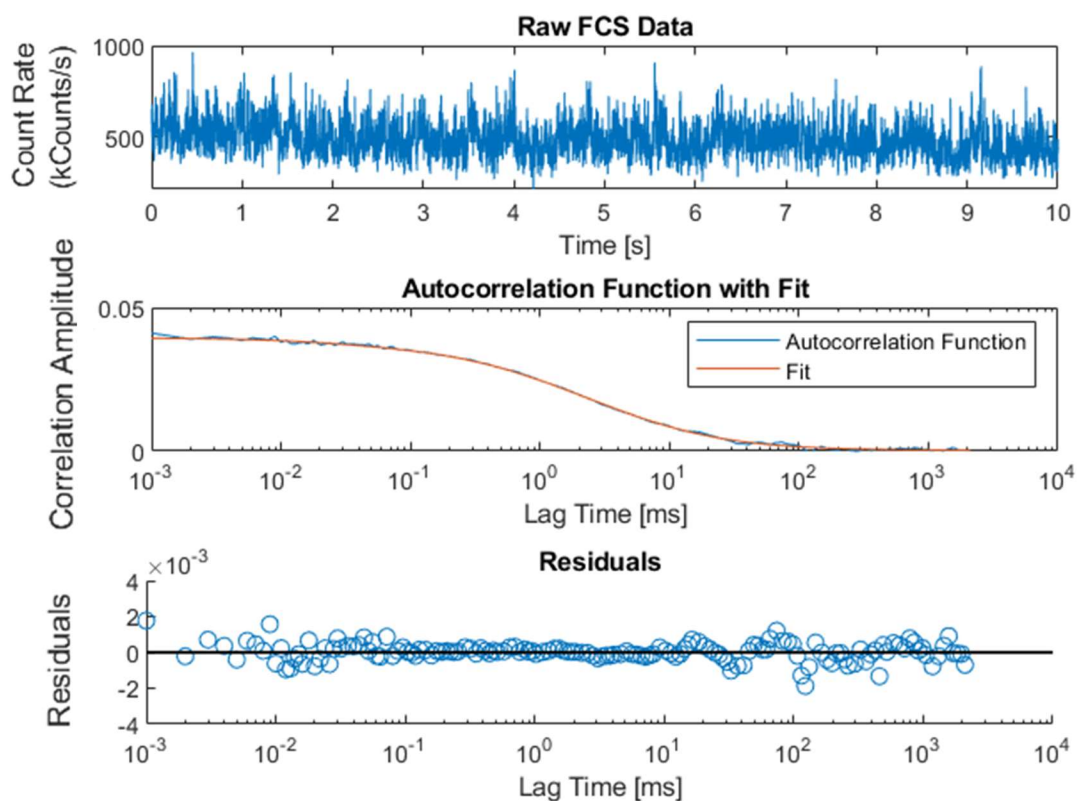 Raw FCS Data
Count Rate
(kCounts/s)
1000
500
0 1 2 3 4 5 6 7 8 9 10
Time [s]
Autocorrelation Function with Fit
Correlation Amplitude
0.05
0
Autocorrelation Function
Fit
10^-3 10^-2 10^-1 10^0 10^1 10^2 10^3 10^4
Lag Time [ms]
Residuals
×10^-3
Residuals
4
2
0
-2
-4
10^-3 10^-2 10^-1 10^0 10^1 10^2 10^3 10^4
Lag Time [ms]